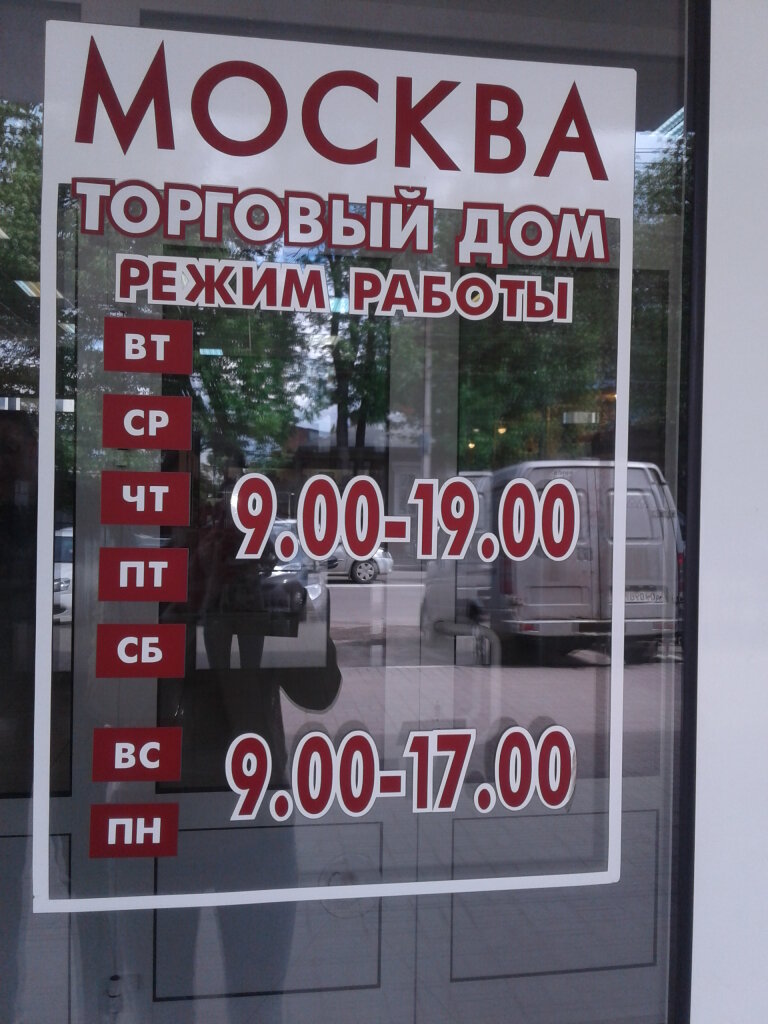 МОСКВА
ТОРГОВЫЙ ДОМ
РЕЖИМ РАБОТЫ
ВТ
СР
ЧТ
9.00-19.00
ПТ
СБ
ВС
9.00-17.00
ПН